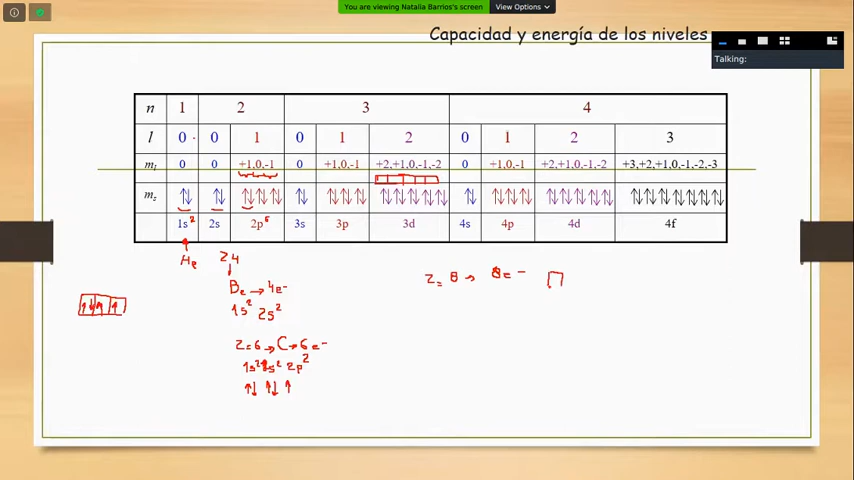 You are viewing Natalia Barrios's screen
View Options
Capacidad y energía de los niveles
Talking:
n 1 2 3 4
l 0 0 1 0 1 2 0 1 2 3
m_l 0 0 +1,0,-1 0 +1,0,-1 +2,+1,0,-1,-2 0 +1,0,-1 +2,+1,0,-1,-2 +3,+2,+1,0,-1,-2,-3
m_s ↑↓ ↑↓ ↑↓↑↓↑↓ ↑↓ ↑↓↑↓↑↓ ↑↓↑↓↑↓↑↓↑↓ ↑↓ ↑↓↑↓↑↓ ↑↓↑↓↑↓↑↓↑↓ ↑↓↑↓↑↓↑↓↑↓↑↓↑↓
1s² 2s 2p⁶ 3s 3p 3d 4s 4p 4d 4f
He
Z 4
Be → 4e-
1s² 2s²
Z=6 → C → 6e-
1s² 2s² 2p²
↑↓ ↑↓ ↑
↑↓ ↑ ↑
Z = 8 → 8e-